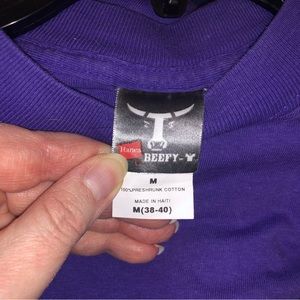 Hanes
BEEFY-T
M
100% PRESHRUNK COTTON
MADE IN HAITI
M(38-40)